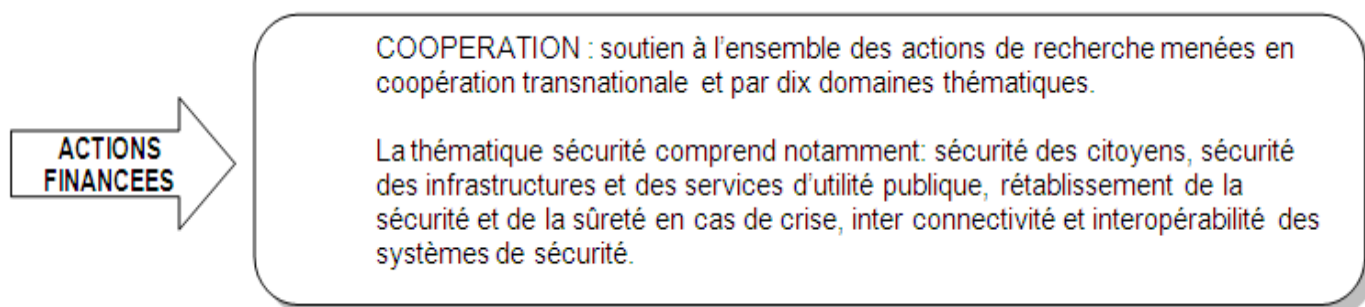 ACTIONS
FINANCEES
COOPERATION : soutien à l'ensemble des actions de recherche menées en
coopération transnationale et par dix domaines thématiques.
La thématique sécurité comprend notamment: sécurité des citoyens, sécurité
des infrastructures et des services d'utilité publique, rétablissement de la
sécurité et de la sûreté en cas de crise, inter connectivité et interopérabilité des
systèmes de sécurité.